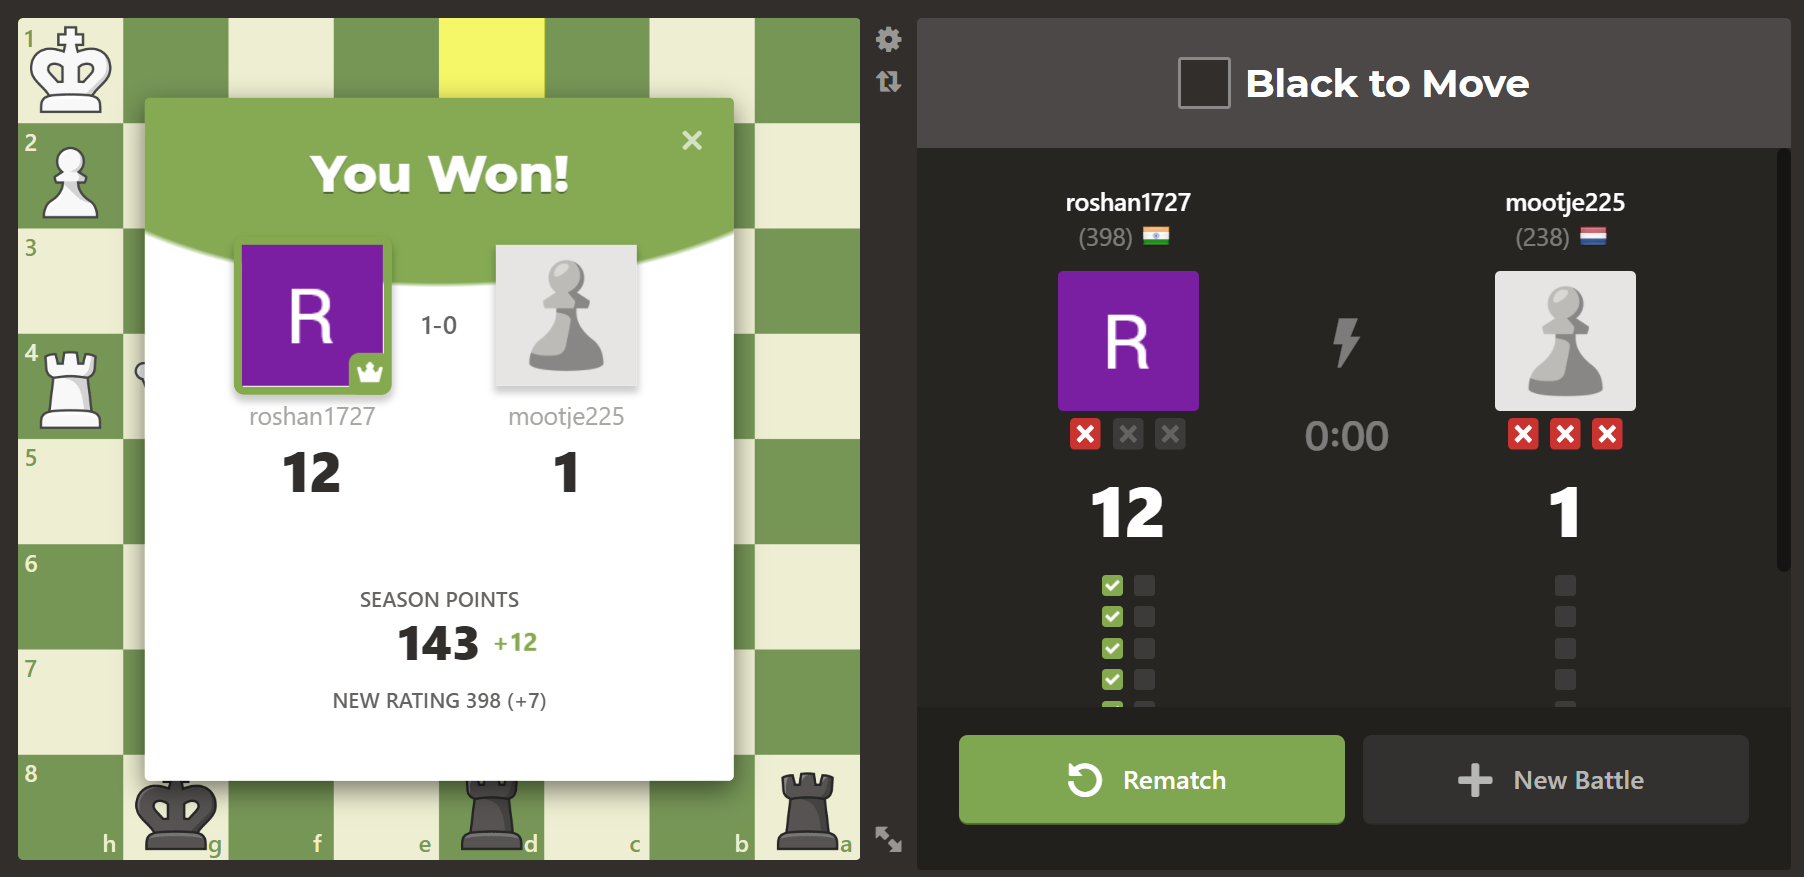 1
2
3
4
5
6
7
8
h
g
f
e
d
c
b
a
You Won!
R
1-0
roshan1727
mootje225
12
1
SEASON POINTS
143 +12
NEW RATING 398 (+7)
Black to Move
roshan1727
mootje225
(398)
(238)
R
0:00
12
1
Rematch
New Battle